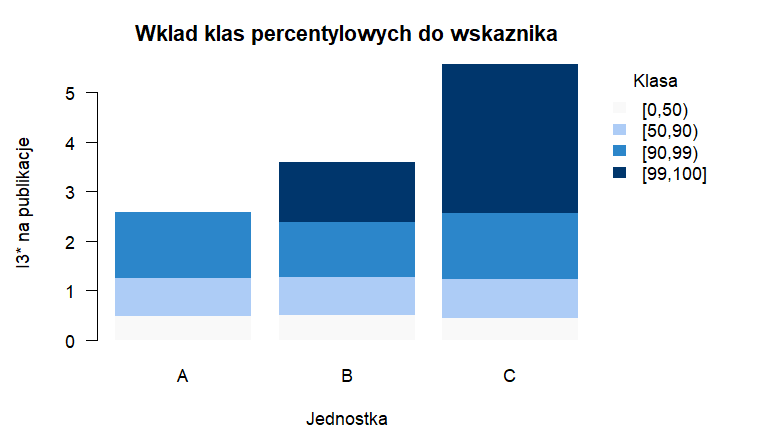 Wklad klas percentylowych do wskaznika
Klasa
[0,50)
[50,90)
[90,99)
[99,100]
I3* na publikacje
5
4
3
2
1
0
A B C
Jednostka